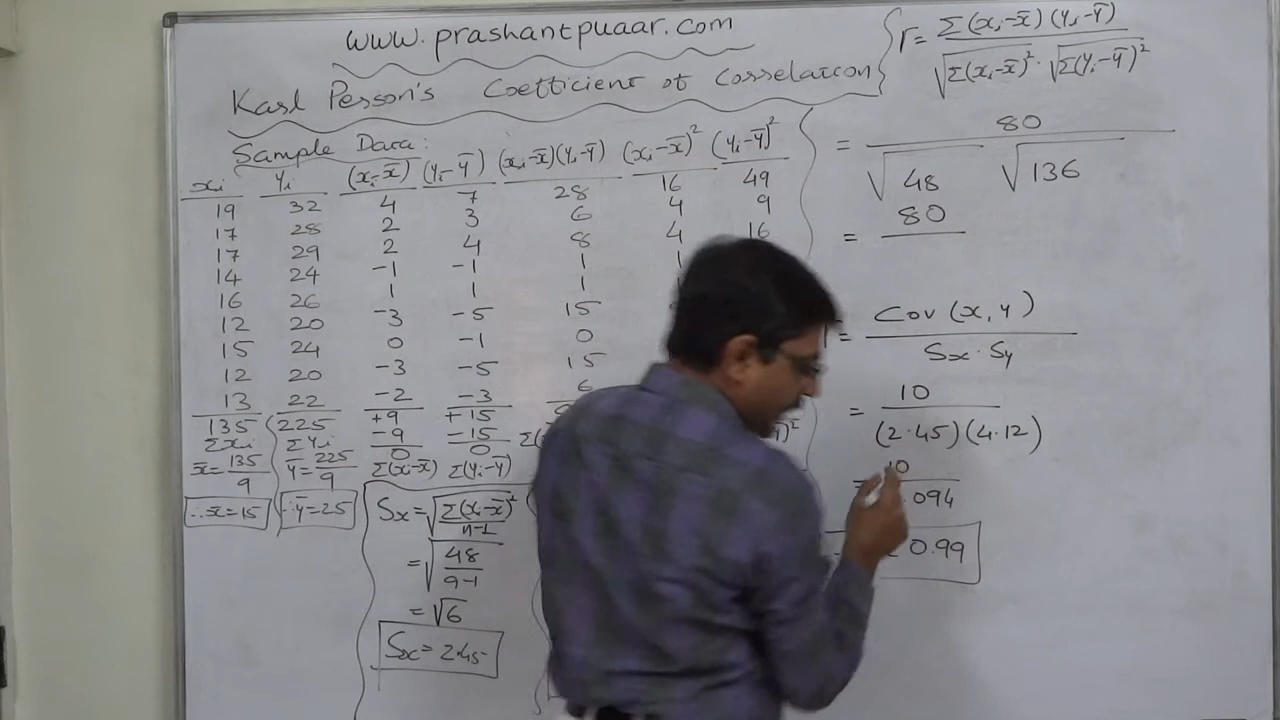 www.prashantpuaar.com
Karl Person's Coefficient of Correlation
Sample Data:
xᵢ yᵢ (xᵢ-x̄) (yᵢ-ȳ) (xᵢ-x̄)(yᵢ-ȳ) (xᵢ-x̄)² (yᵢ-ȳ)²
19 32 4 7 28 16 49
17 28 2 3 6 4 9
17 29 2 4 8 4 16
14 24 -1 -1 1 1
16 26 1 1 1 1
12 20 -3 -5 15
15 24 0 -1 0
12 20 -3 -5 15
13 22 -2 -3 6
135 225 +9 +15
Σxᵢ Σyᵢ -9 -15
0 0
x̄=135/9 ȳ=225/9 Σ(xᵢ-x̄) Σ(yᵢ-ȳ)
∴x̄=15 ∴ȳ=25
Sx=√Σ(xᵢ-x̄)²/n-1
=√48/9-1
=√6
Sx=2.45
r=Σ(xᵢ-x̄)(yᵢ-ȳ)/√Σ(xᵢ-x̄)²·√Σ(yᵢ-ȳ)²
=80/√48 √136
=80
=Cov(x,y)/Sx·Sy
=10/(2.45)(4.12)
=10/.094
0.99